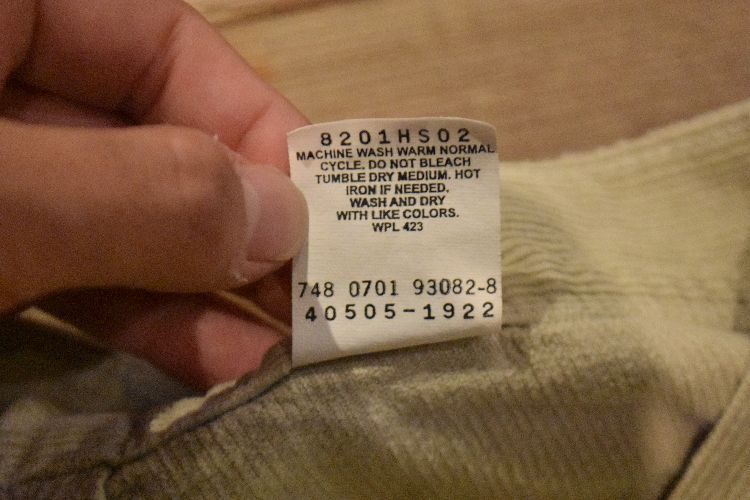 8201HS02
MACHINE WASH WARM NORMAL
CYCLE. DO NOT BLEACH
TUMBLE DRY MEDIUM. HOT
IRON IF NEEDED.
WASH AND DRY
WITH LIKE COLORS.
WPL 423
748 0701 93082-8
40505-1922